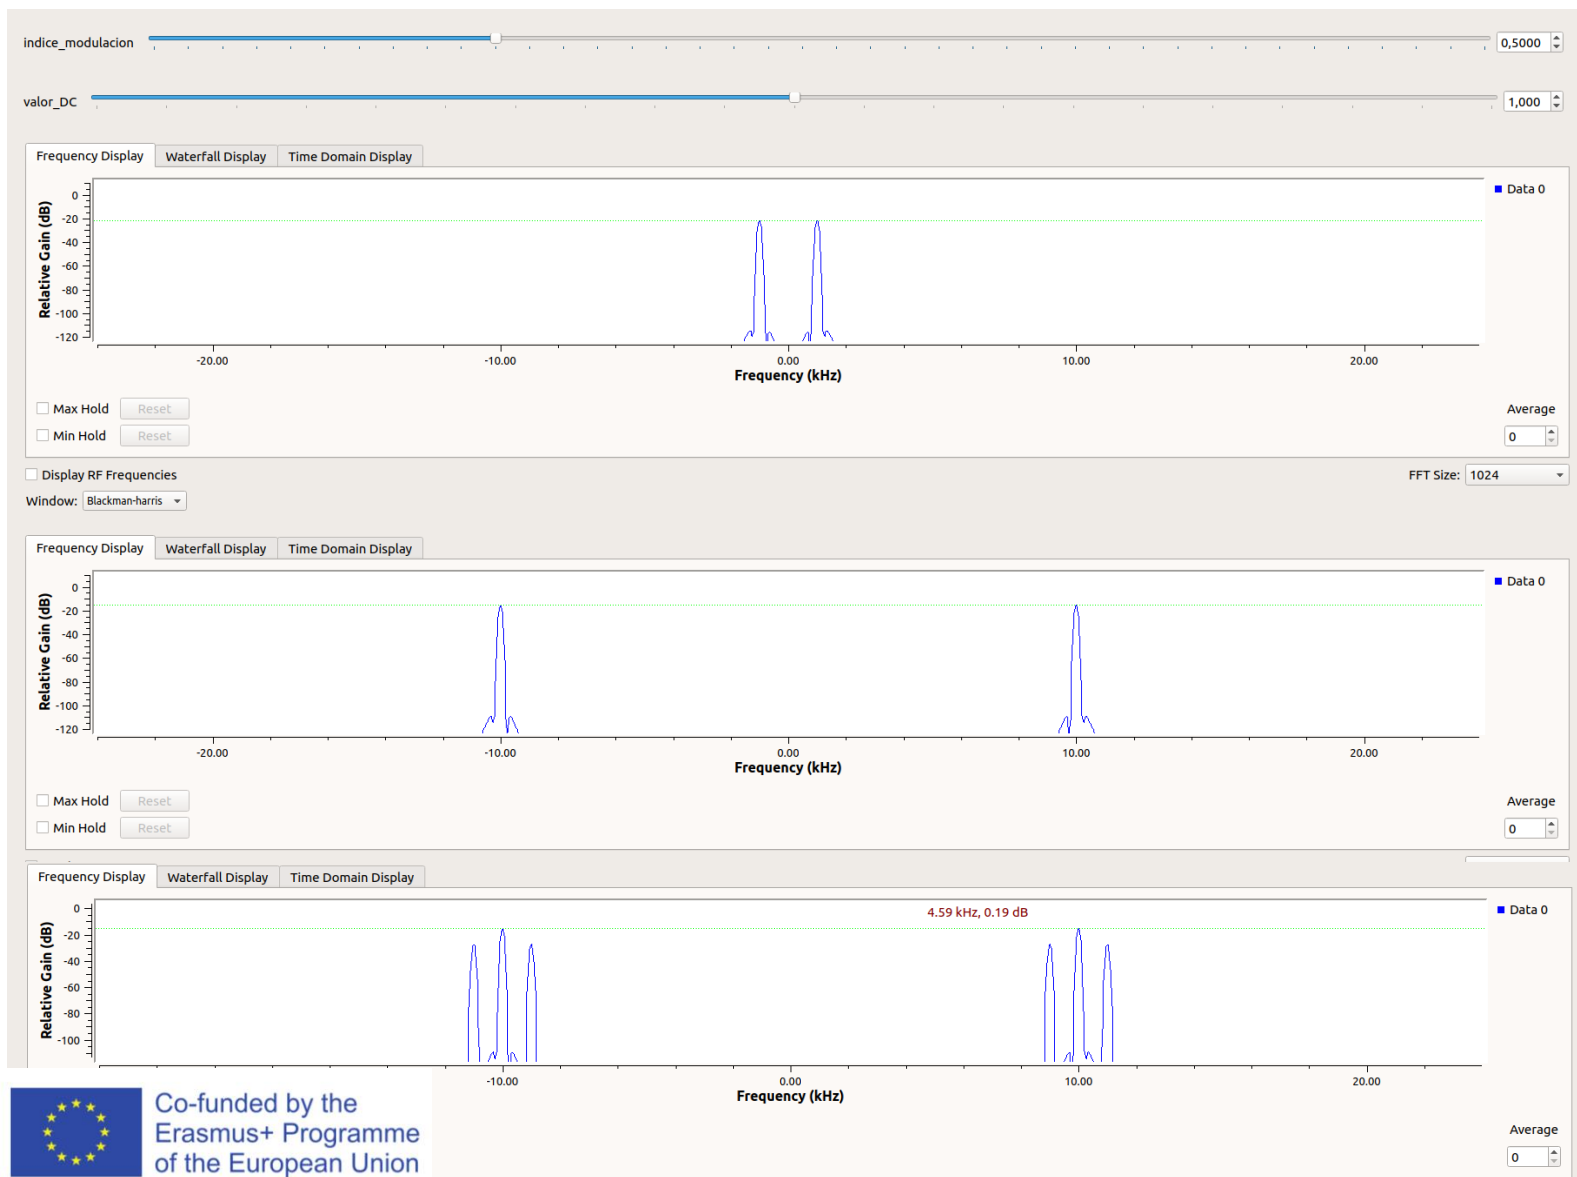 indice_modulacion 0,5000
valor_DC 1,000
Frequency Display Waterfall Display Time Domain Display
Data 0
Relative Gain (dB)
0
-20
-40
-60
-80
-100
-120
-20.00 -10.00 0.00 10.00 20.00
Frequency (kHz)
Max Hold Reset
Average
Min Hold Reset
0
Display RF Frequencies
FFT Size: 1024
Window: Blackman-harris
Frequency Display Waterfall Display Time Domain Display
Data 0
Relative Gain (dB)
0
-20
-40
-60
-80
-100
-120
-20.00 -10.00 0.00 10.00 20.00
Frequency (kHz)
Max Hold Reset
Average
Min Hold Reset
0
Frequency Display Waterfall Display Time Domain Display
4.59 kHz, 0.19 dB
Data 0
Relative Gain (dB)
0
-20
-40
-60
-80
-100
-10.00 0.00 10.00 20.00
Frequency (kHz)
Average
0
Co-funded by the
Erasmus+ Programme
of the European Union